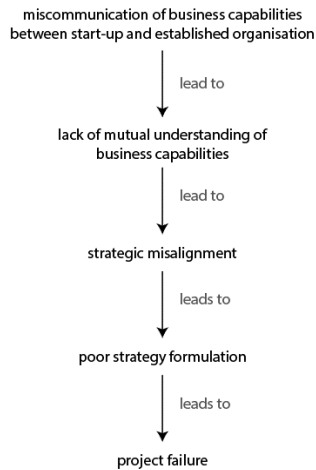 miscommunication of business capabilities
between start-up and established organisation
lead to
lack of mutual understanding of
business capabilities
lead to
strategic misalignment
leads to
poor strategy formulation
leads to
project failure